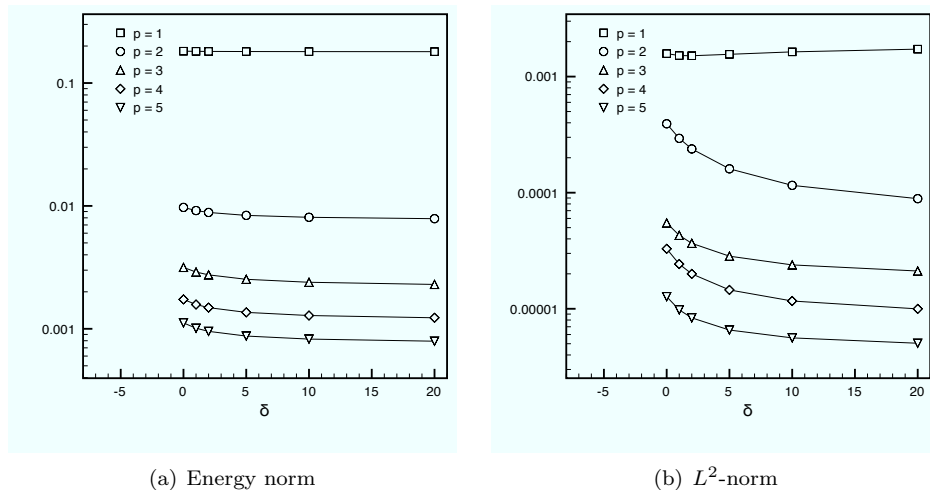 p = 1
p = 2
p = 3
p = 4
p = 5
0.1
0.01
0.001
-5 0 5 10 15 20
δ
(a) Energy norm
p = 1
p = 2
p = 3
p = 4
p = 5
0.001
0.0001
0.00001
-5 0 5 10 15 20
δ
(b) L²-norm